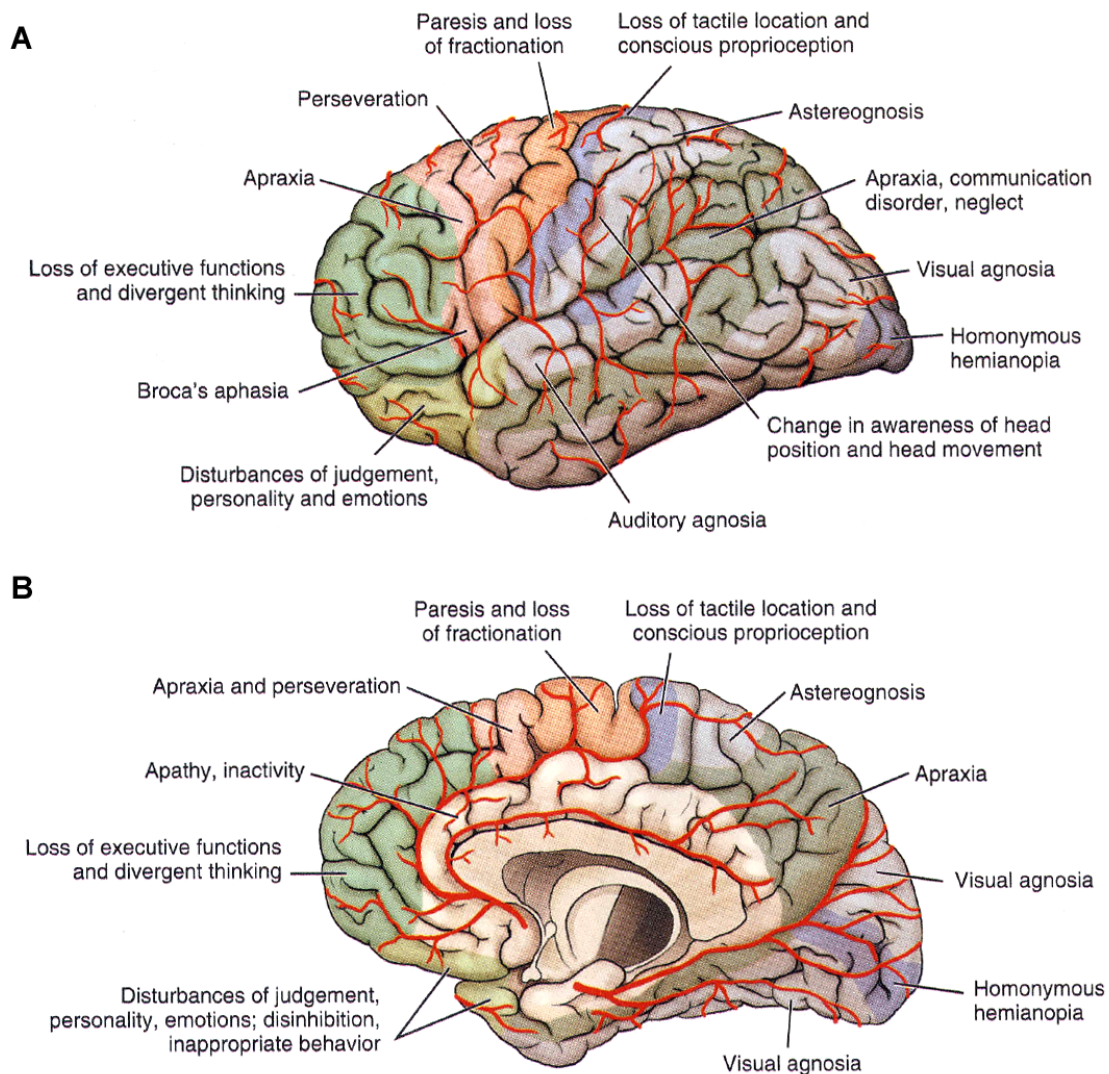 A
Paresis and loss
of fractionation
Loss of tactile location and
conscious proprioception
Perseveration
Astereognosis
Apraxia
Apraxia, communication
disorder, neglect
Loss of executive functions
and divergent thinking
Visual agnosia
Homonymous
hemianopia
Broca's aphasia
Change in awareness of head
position and head movement
Disturbances of judgement,
personality and emotions
Auditory agnosia
B
Paresis and loss
of fractionation
Loss of tactile location and
conscious proprioception
Apraxia and perseveration
Astereognosis
Apathy, inactivity
Apraxia
Loss of executive functions
and divergent thinking
Visual agnosia
Disturbances of judgement,
personality, emotions; disinhibition,
inappropriate behavior
Homonymous
hemianopia
Visual agnosia